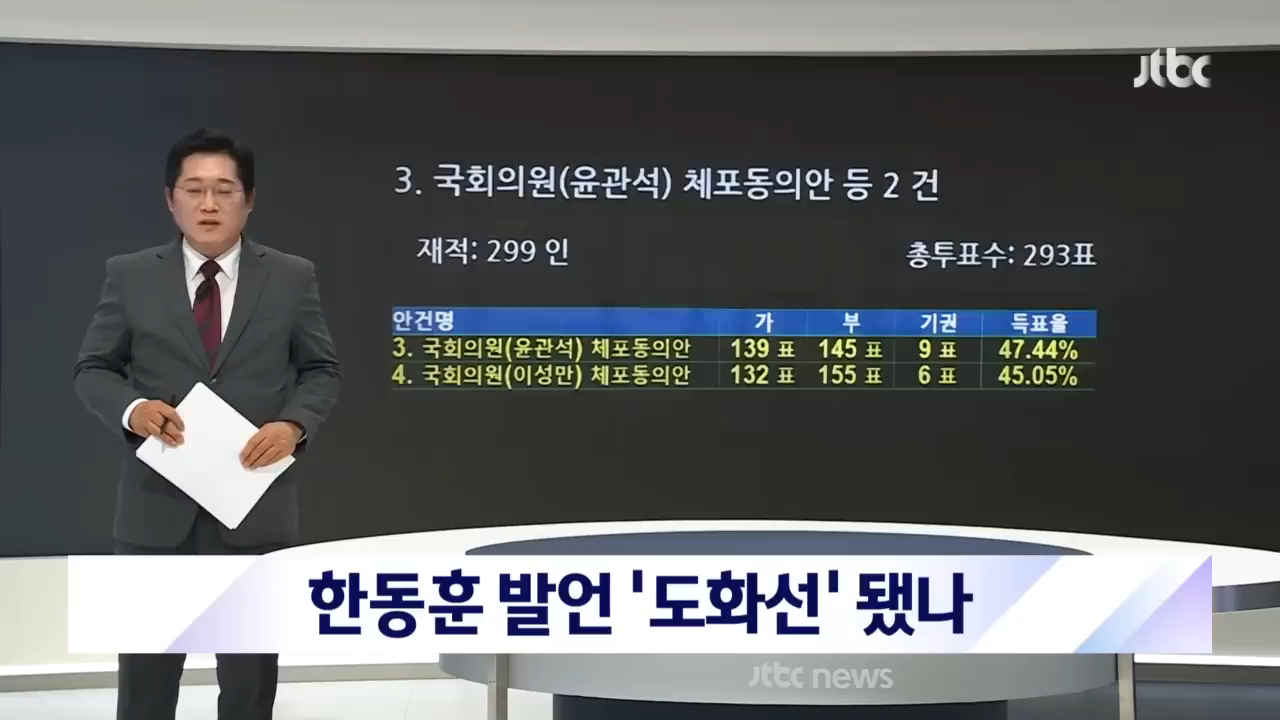 jtbc
3. 국회의원(윤관석) 체포동의안 등 2 건
재적: 299 인 총투표수: 293표
안건명 가 부 기권 득표율
3. 국회의원(윤관석) 체포동의안 139 표 145 표 9 표 47.44%
4. 국회의원(이성만) 체포동의안 132 표 155 표 6 표 45.05%
한동훈 발언 '도화선' 됐나
jtbc news